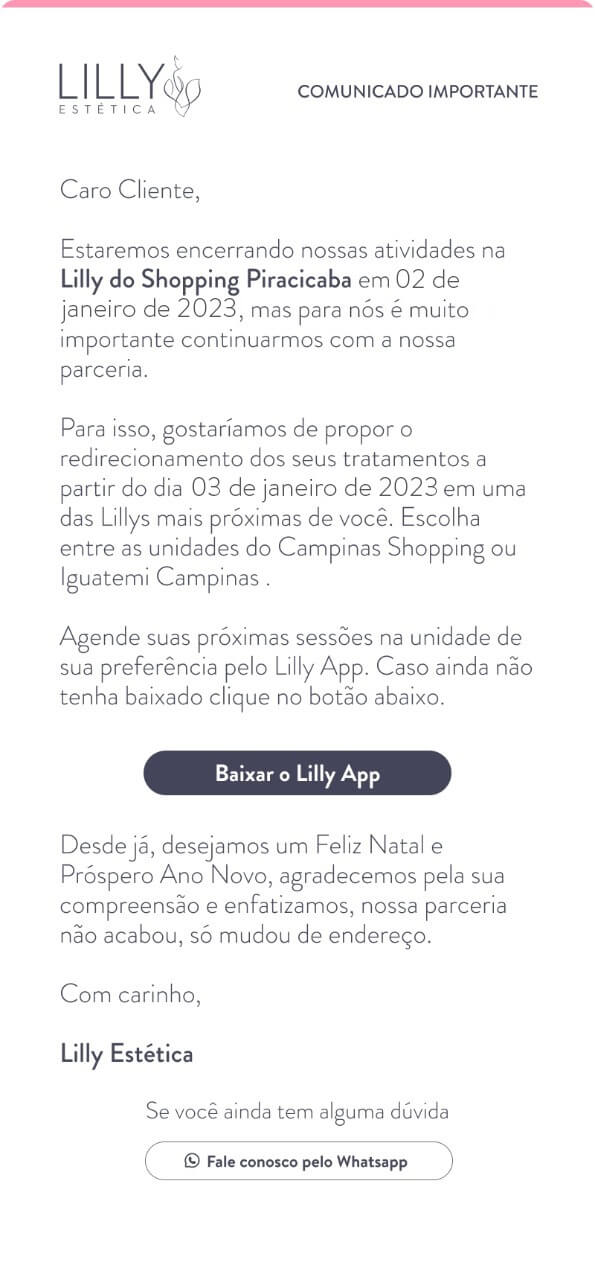 LILLY
ESTÉTICA
COMUNICADO IMPORTANTE
Caro Cliente,
Estaremos encerrando nossas atividades na
Lilly do Shopping Piracicaba em 02 de
janeiro de 2023, mas para nós é muito
importante continuarmos com a nossa
parceria.
Para isso, gostaríamos de propor o
redirecionamento dos seus tratamentos a
partir do dia 03 de janeiro de 2023 em uma
das Lillys mais próximas de você. Escolha
entre as unidades do Campinas Shopping ou
Iguatemi Campinas .
Agende suas próximas sessões na unidade de
sua preferência pelo Lilly App. Caso ainda não
tenha baixado clique no botão abaixo.
Baixar o Lilly App
Desde já, desejamos um Feliz Natal e
Próspero Ano Novo, agradecemos pela sua
compreensão e enfatizamos, nossa parceria
não acabou, só mudou de endereço.
Com carinho,
Lilly Estética
Se você ainda tem alguma dúvida
Fale conosco pelo Whatsapp